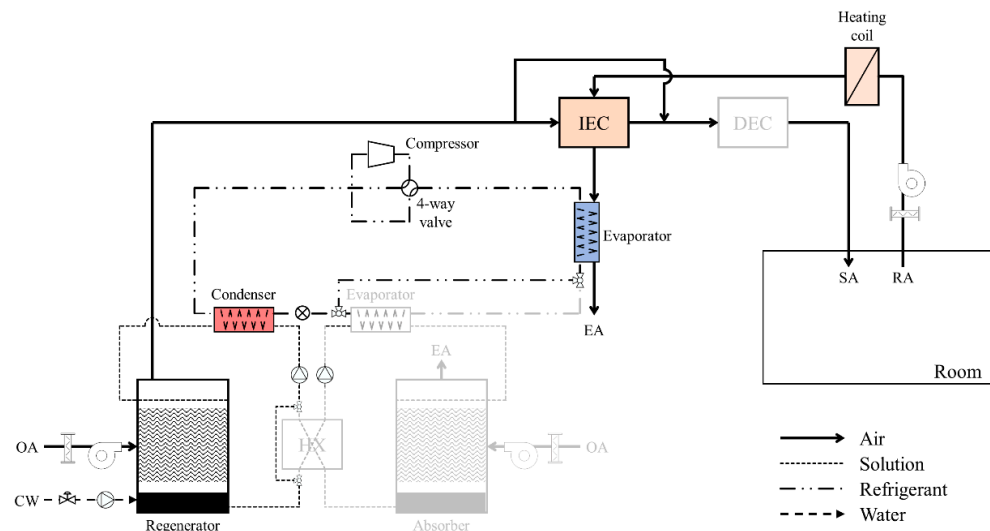 Heating
coil
IEC
DEC
Compressor
4-way
valve
Evaporator
SA
RA
Condenser
Evaporator
EA
EA
Room
OA
HX
OA
CW
Regenerator
Absorber
Air
Solution
Refrigerant
Water